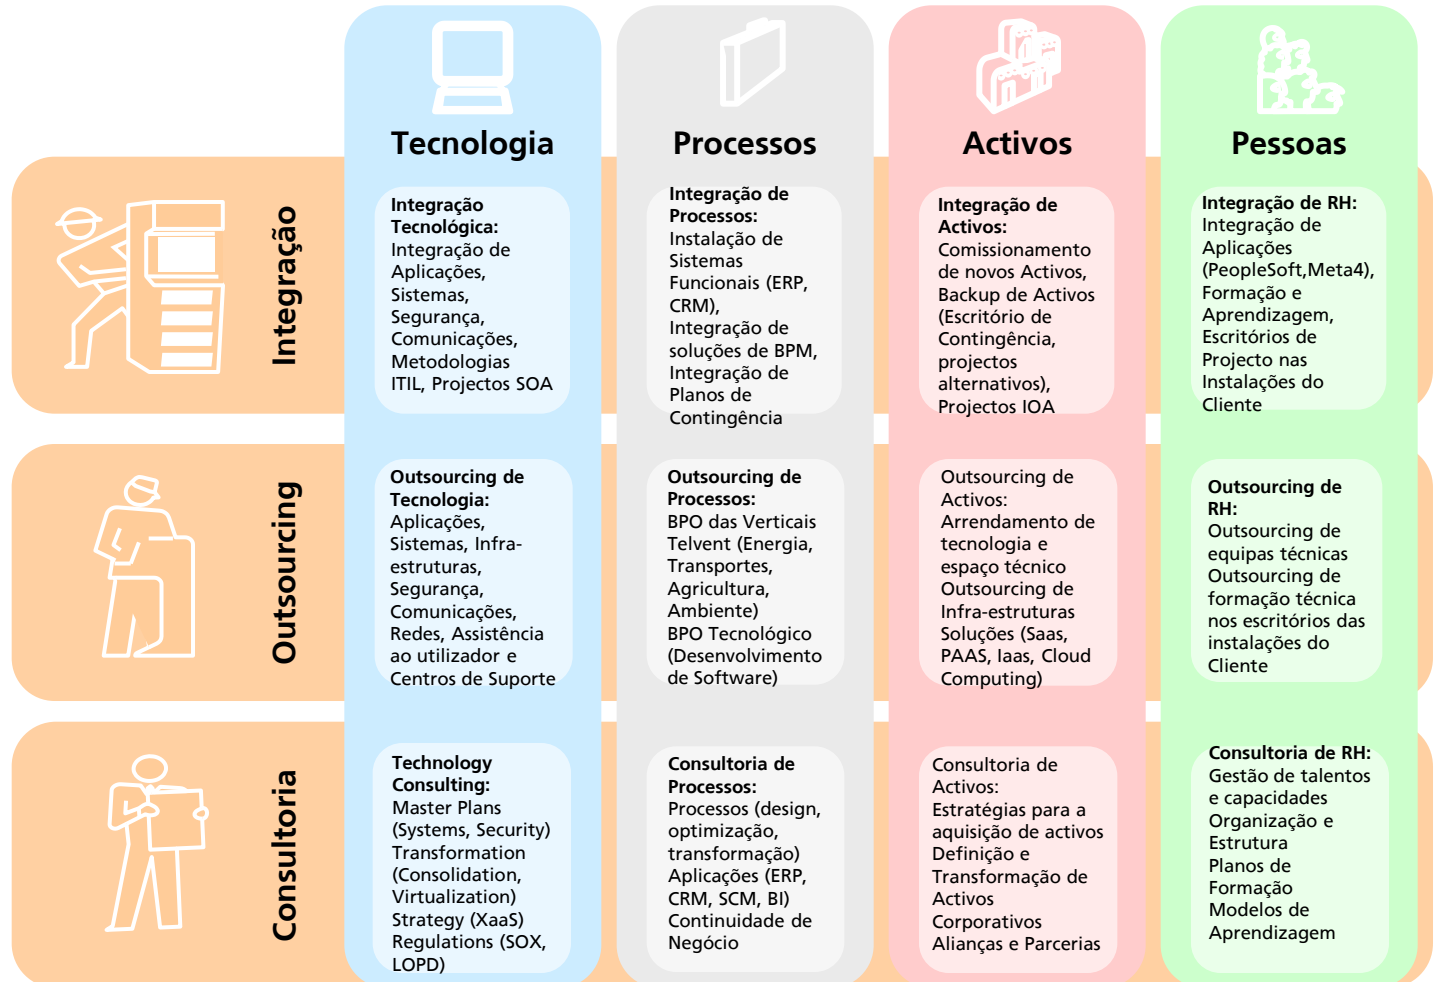 Tecnologia
Processos
Activos
Pessoas
Integração
Integração
Tecnológica:
Integração de
Aplicações,
Sistemas,
Segurança,
Comunicações,
Metodologias
ITIL, Projectos SOA
Integração de
Processos:
Instalação de
Sistemas
Funcionais (ERP,
CRM),
Integração de
soluções de BPM,
Integração de
Planos de
Contingência
Integração de
Activos:
Comissionamento
de novos Activos,
Backup de Activos
(Escritório de
Contingência,
projectos
alternativos),
Projectos IOA
Integração de RH:
Integração de
Aplicações
(PeopleSoft,Meta4),
Formação e
Aprendizagem,
Escritórios de
Projecto nas
Instalações do
Cliente
Outsourcing
Outsourcing de
Tecnologia:
Aplicações,
Sistemas, Infra-
estruturas,
Segurança,
Comunicações,
Redes, Assistência
ao utilizador e
Centros de Suporte
Outsourcing de
Processos:
BPO das Verticais
Telvent (Energia,
Transportes,
Agricultura,
Ambiente)
BPO Tecnológico
(Desenvolvimento
de Software)
Outsourcing de
Activos:
Arrendamento de
tecnologia e
espaço técnico
Outsourcing de
Infra-estruturas
Soluções (Saas,
PAAS, Iaas, Cloud
Computing)
Outsourcing de
RH:
Outsourcing de
equipas técnicas
Outsourcing de
formação técnica
nos escritórios das
instalações do
Cliente
Consultoria
Technology
Consulting:
Master Plans
(Systems, Security)
Transformation
(Consolidation,
Virtualization)
Strategy (XaaS)
Regulations (SOX,
LOPD)
Consultoria de
Processos:
Processos (design,
optimização,
transformação)
Aplicações (ERP,
CRM, SCM, BI)
Continuidade de
Negócio
Consultoria de
Activos:
Estratégias para a
aquisição de activos
Definição e
Transformação de
Activos
Corporativos
Alianças e Parcerias
Consultoria de RH:
Gestão de talentos
e capacidades
Organização e
Estrutura
Planos de
Formação
Modelos de
Aprendizagem